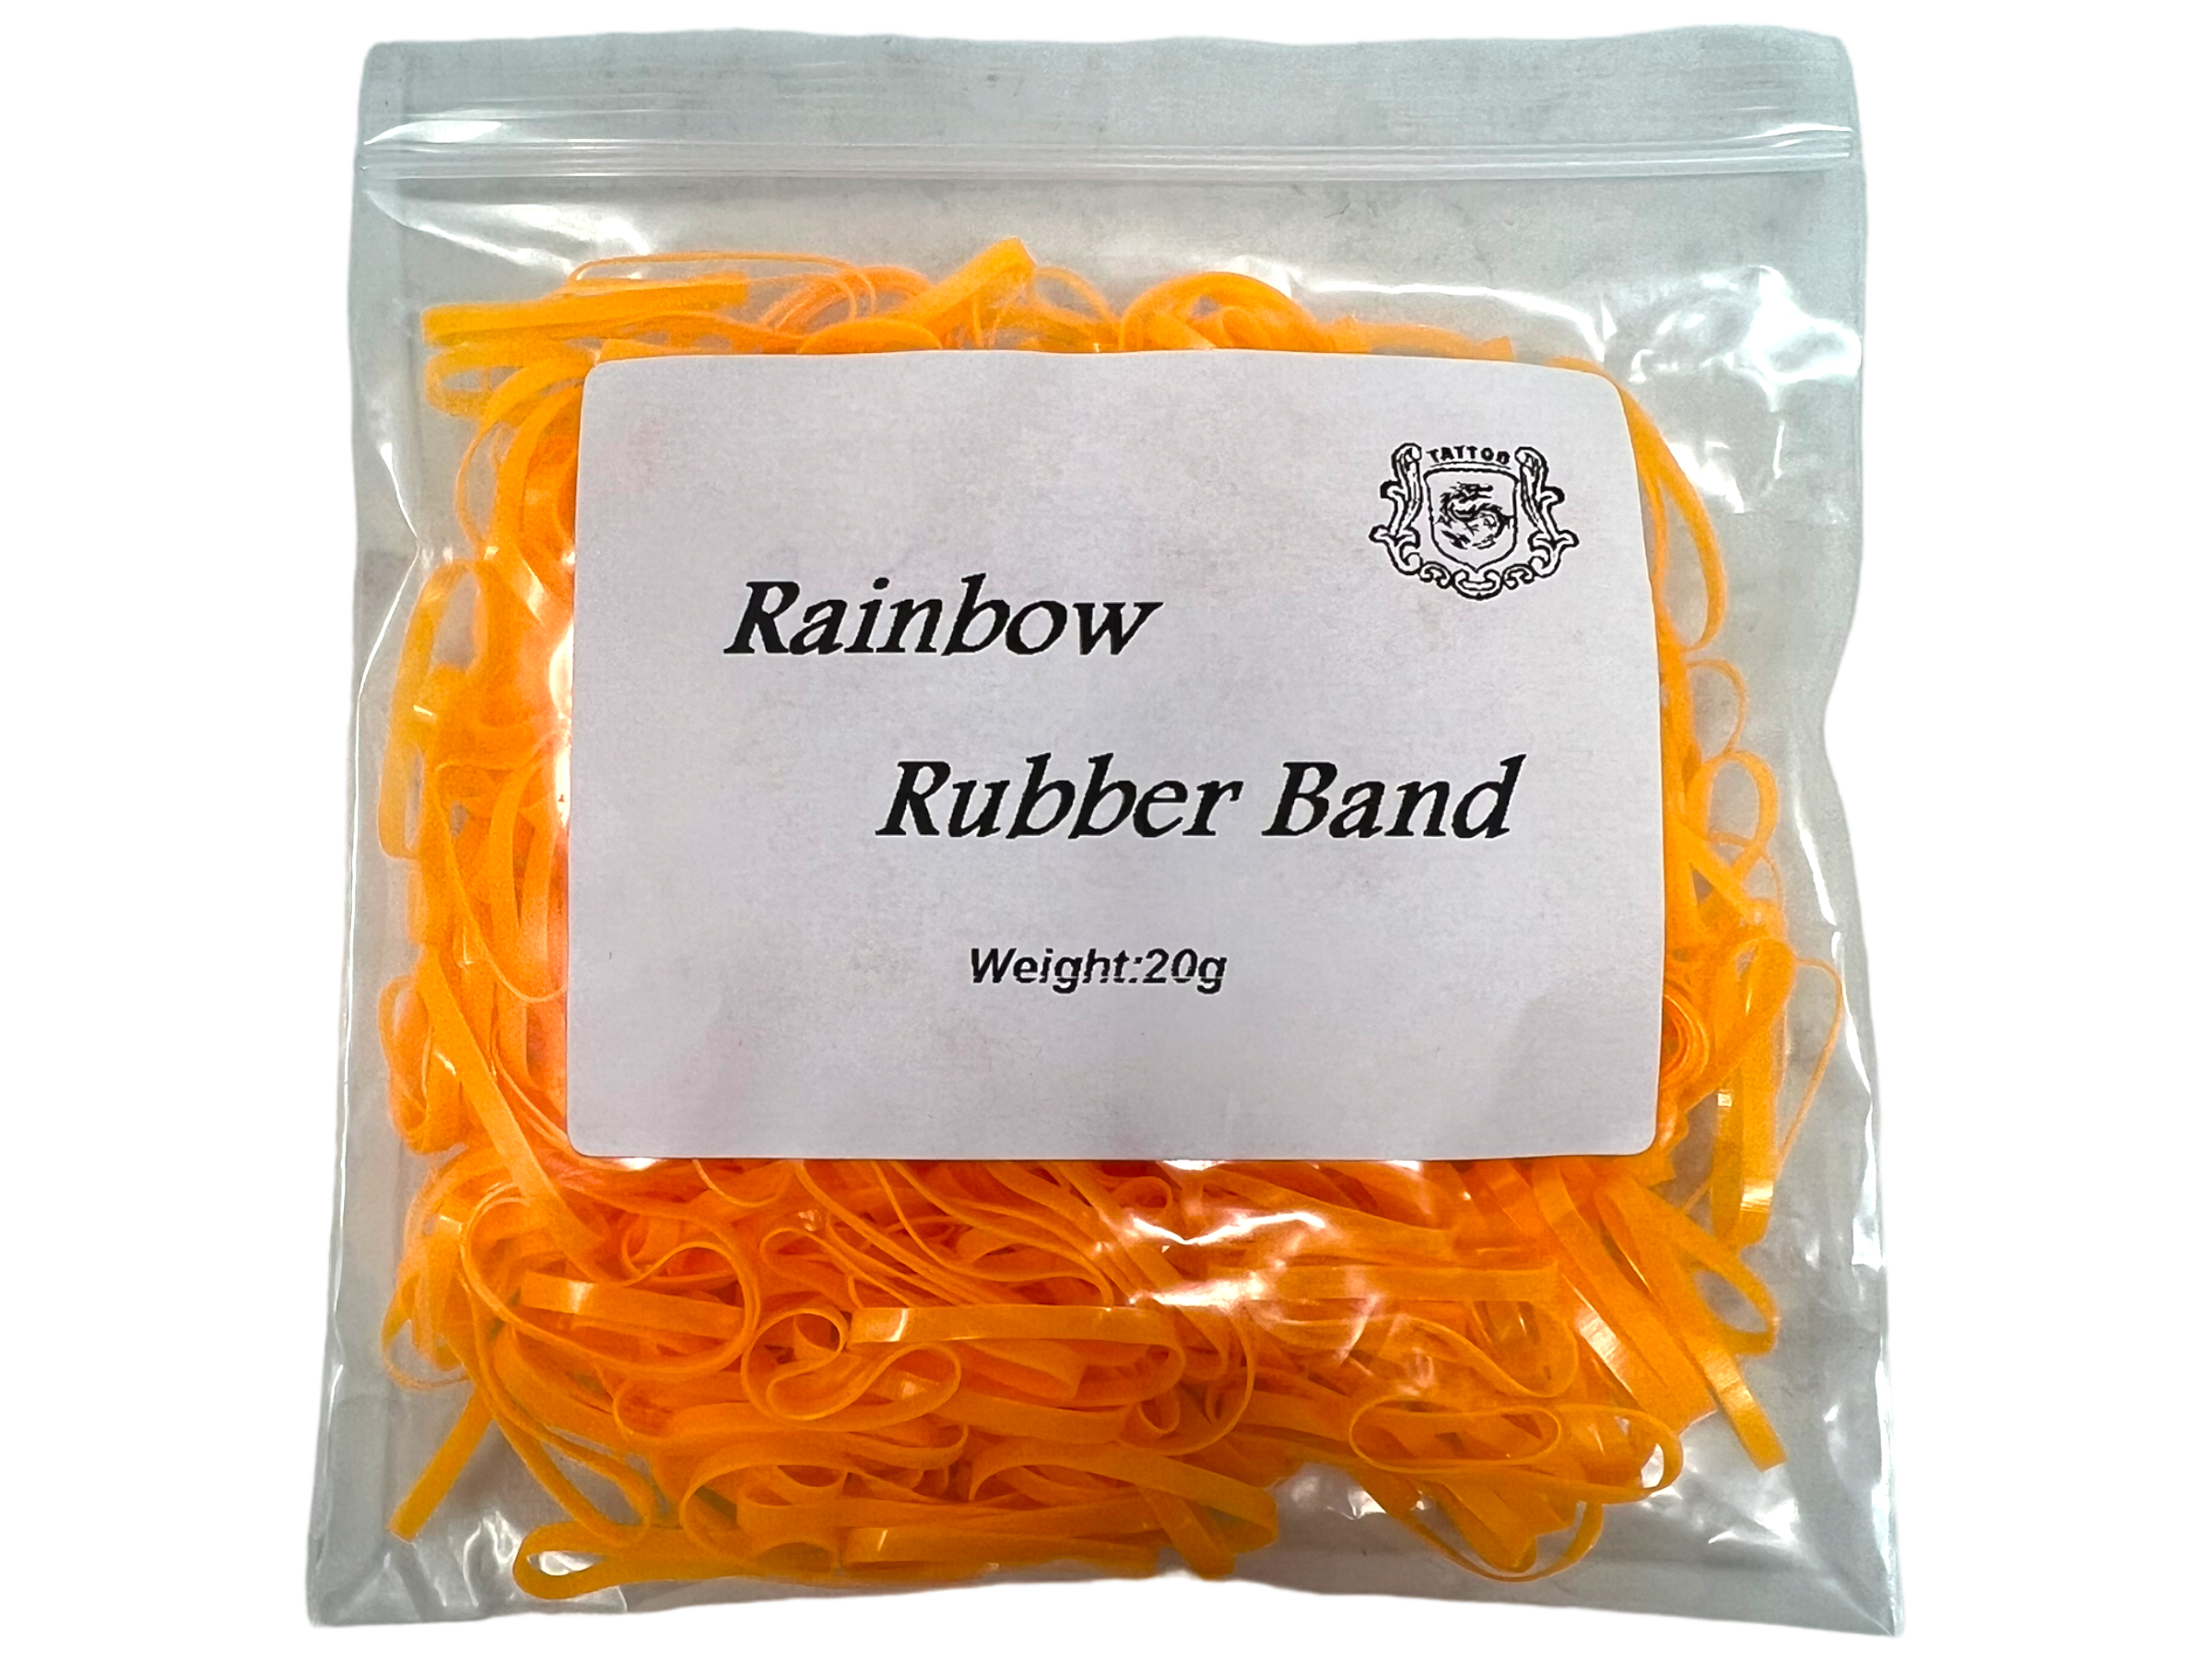 TATTOO
Rainbow
Rubber Band
Weight:20g